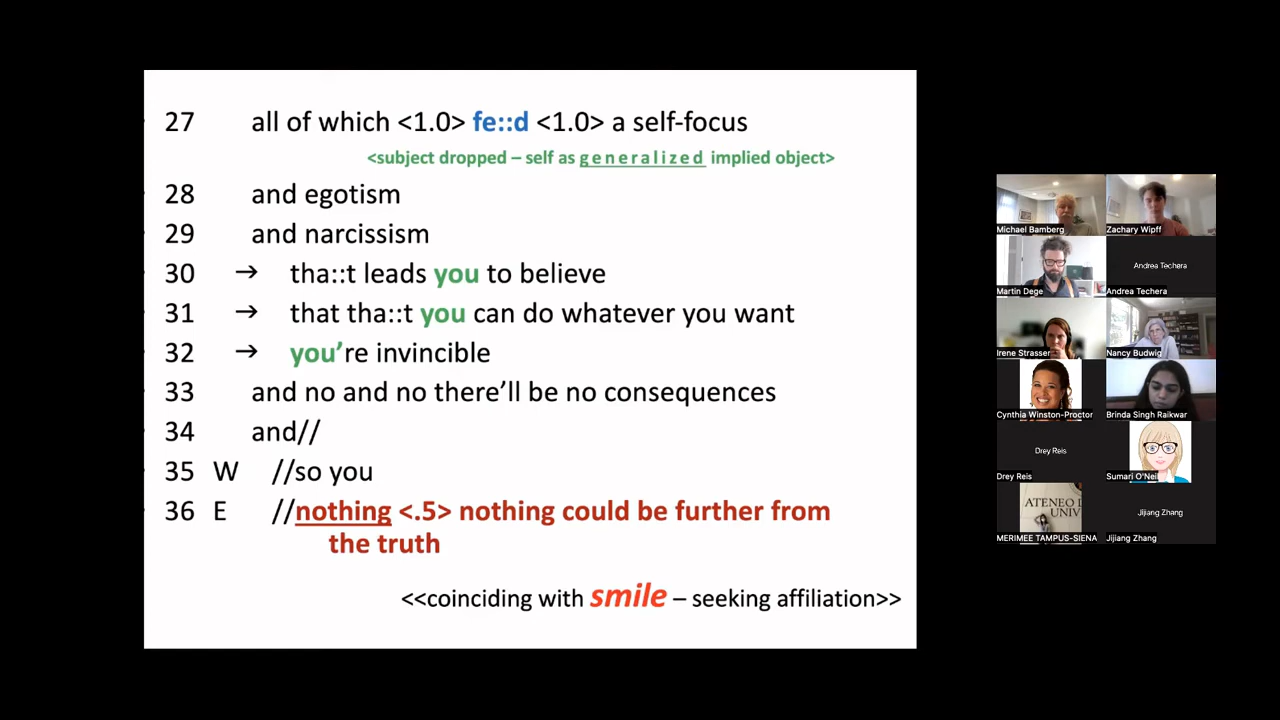 27 all of which <1.0> fe::d <1.0> a self-focus
<subject dropped – self as generalized implied object>
28 and egotism
29 and narcissism
30 → tha::t leads you to believe
31 → that tha::t you can do whatever you want
32 → you’re invincible
33 and no and no there’ll be no consequences
34 and//
35 W //so you
36 E //nothing <.5> nothing could be further from
the truth
<<coinciding with smile – seeking affiliation>>
Michael Bamberg
Zachary Wipff
Martin Dege
Andrea Techera
Andrea Techera
Irene Strasser
Nancy Budwig
Cynthia Winston-Proctor
Brinda Singh Raikwar
Drey Reis
Drey Reis
Sumari O'Neil
ATENEO D
UNIV
MERIMEE TAMPUS-SIENA
Jijiang Zhang
Jijiang Zhang